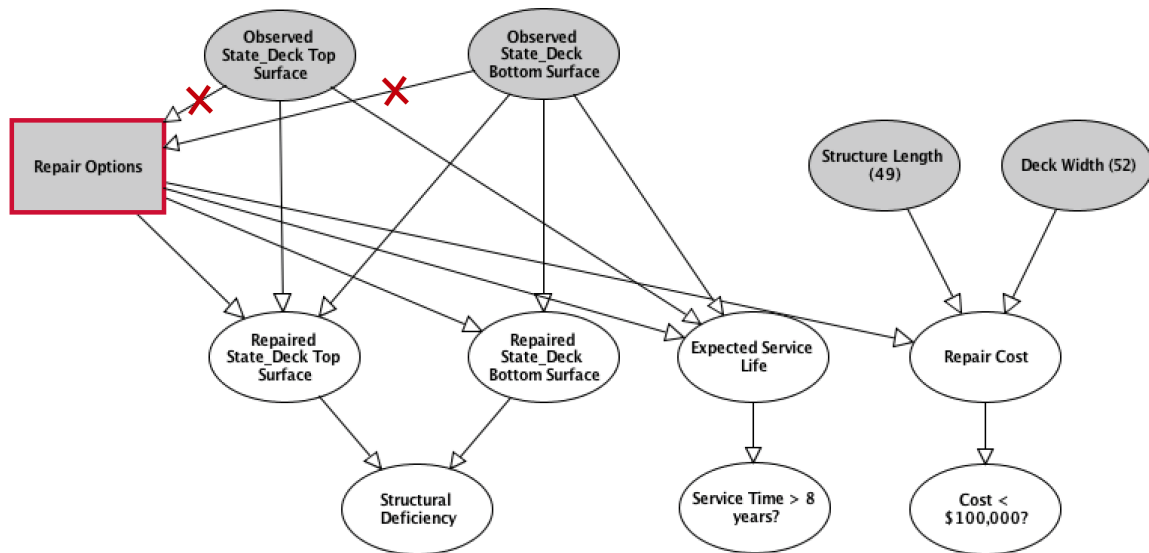 Observed
State_Deck Top
Surface
Observed
State_Deck
Bottom Surface
Repair Options
Structure Length
(49)
Deck Width (52)
Repaired
State_Deck Top
Surface
Repaired
State_Deck
Bottom Surface
Expected Service
Life
Repair Cost
Structural
Deficiency
Service Time > 8
years?
Cost <
$100,000?